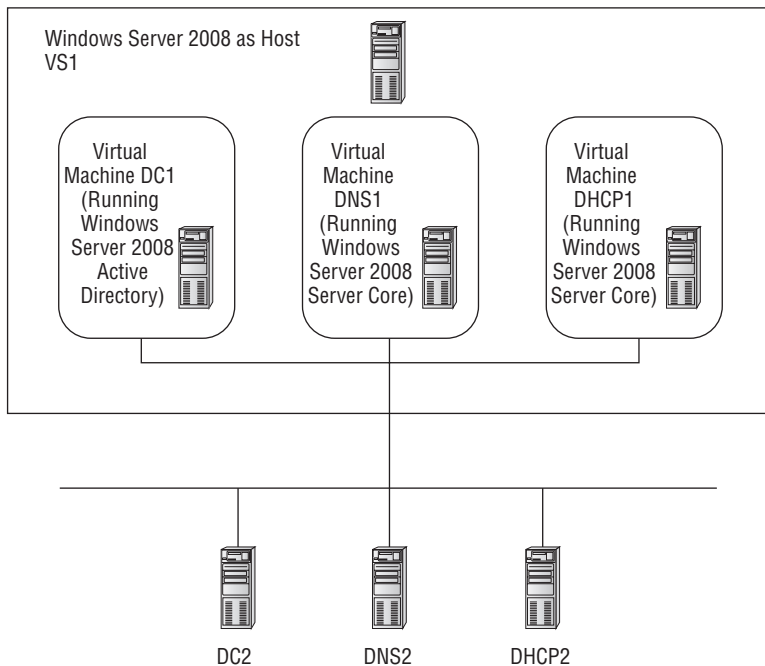 Windows Server 2008 as Host
VS1
Virtual
Machine DC1
(Running
Windows
Server 2008
Active
Directory)
Virtual
Machine
DNS1
(Running
Windows
Server 2008
Server Core)
Virtual
Machine
DHCP1
(Running
Windows
Server 2008
Server Core)
DC2
DNS2
DHCP2